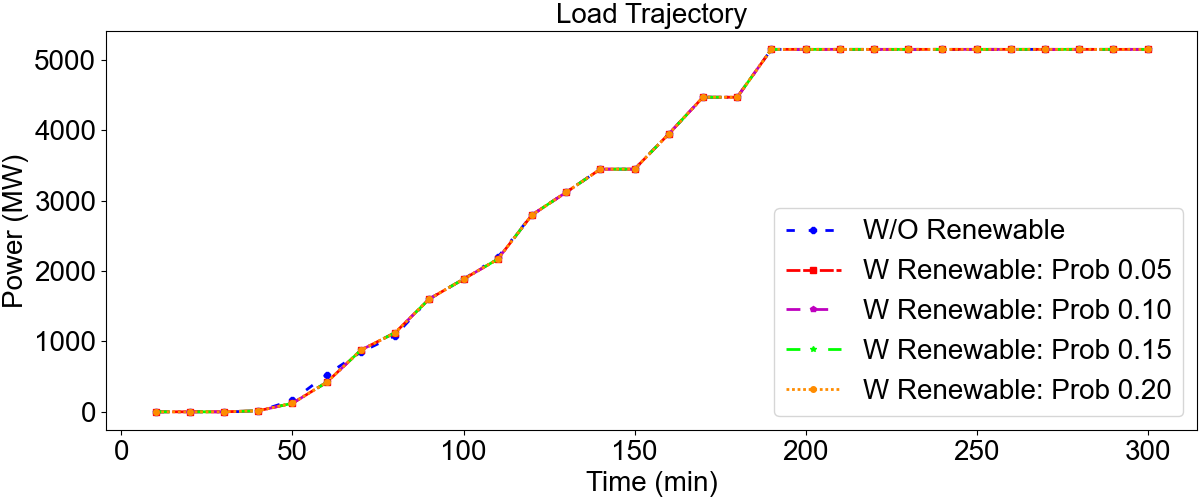 Load Trajectory
Power (MW)
5000
4000
3000
2000
1000
0
W/O Renewable
W Renewable: Prob 0.05
W Renewable: Prob 0.10
W Renewable: Prob 0.15
W Renewable: Prob 0.20
0 50 100 150 200 250 300
Time (min)